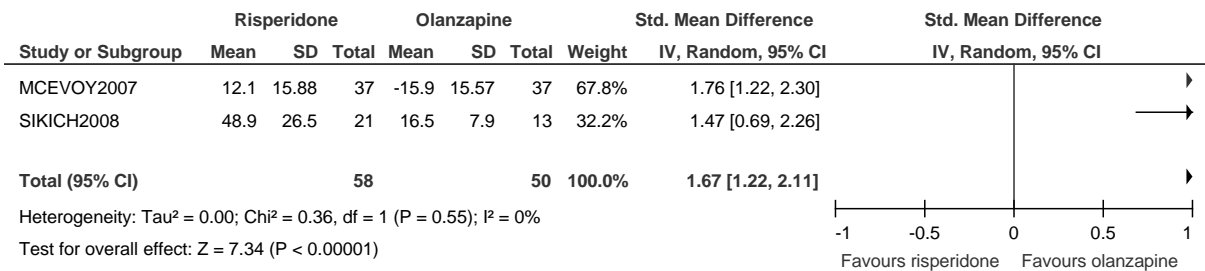 Risperidone Olanzapine Std. Mean Difference Std. Mean Difference
Study or Subgroup Mean SD Total Mean SD Total Weight IV, Random, 95% CI IV, Random, 95% CI
MCEVOY2007 12.1 15.88 37 -15.9 15.57 37 67.8% 1.76 [1.22, 2.30]
SIKICH2008 48.9 26.5 21 16.5 7.9 13 32.2% 1.47 [0.69, 2.26]
Total (95% CI) 58 50 100.0% 1.67 [1.22, 2.11]
Heterogeneity: Tau² = 0.00; Chi² = 0.36, df = 1 (P = 0.55); I² = 0%
Test for overall effect: Z = 7.34 (P < 0.00001)
-1 -0.5 0 0.5 1
Favours risperidone Favours olanzapine